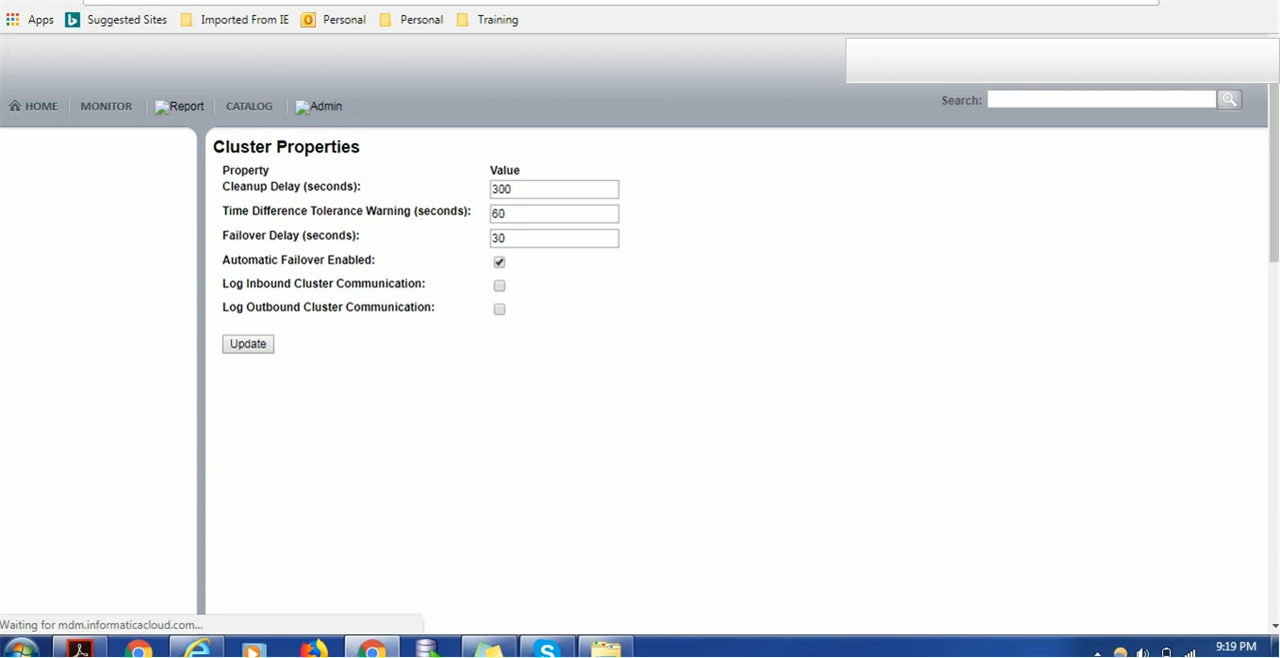 Apps Suggested Sites Imported From IE Personal Personal Training
HOME MONITOR Report CATALOG Admin Search:
Cluster Properties
Property Value
Cleanup Delay (seconds): 300
Time Difference Tolerance Warning (seconds): 60
Failover Delay (seconds): 30
Automatic Failover Enabled:
Log Inbound Cluster Communication:
Log Outbound Cluster Communication:
Update
Waiting for mdm.informaticacloud.com...
9:19 PM